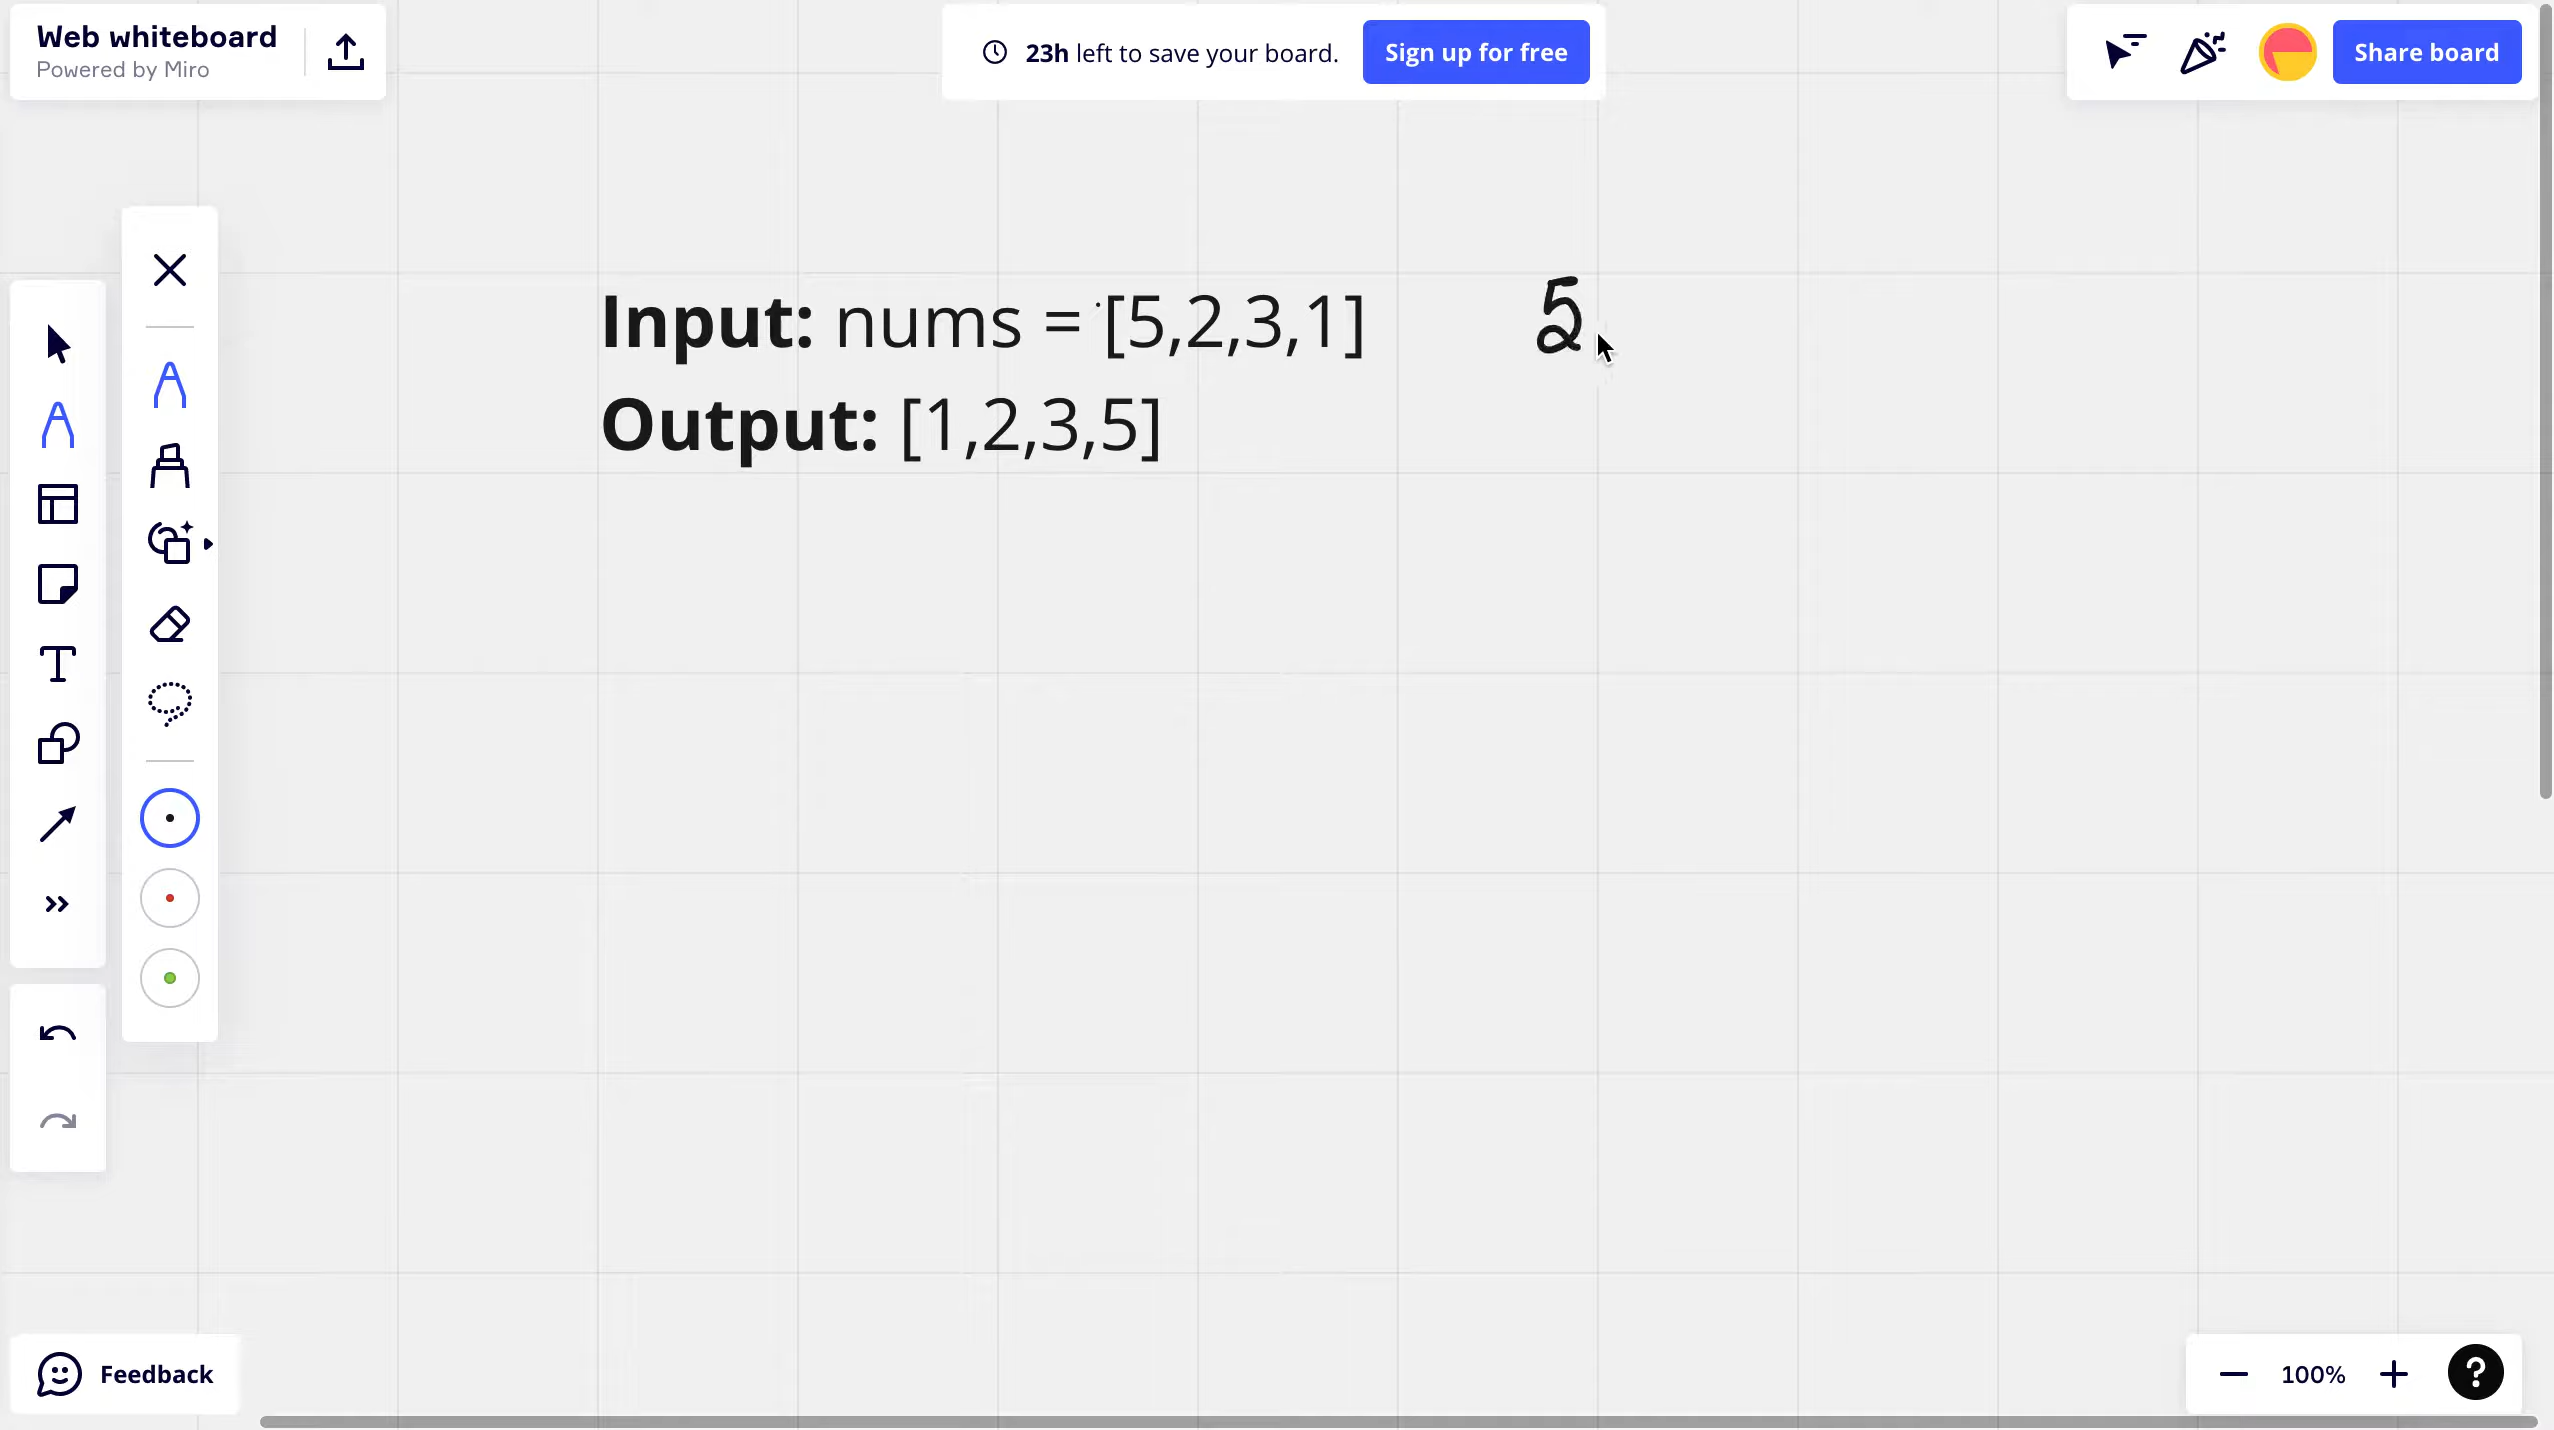 Web whiteboard
Powered by Miro
23h left to save your board.
Sign up for free
Share board
Input: nums = [5,2,3,1]
5
Output: [1,2,3,5]
Feedback
100%
?